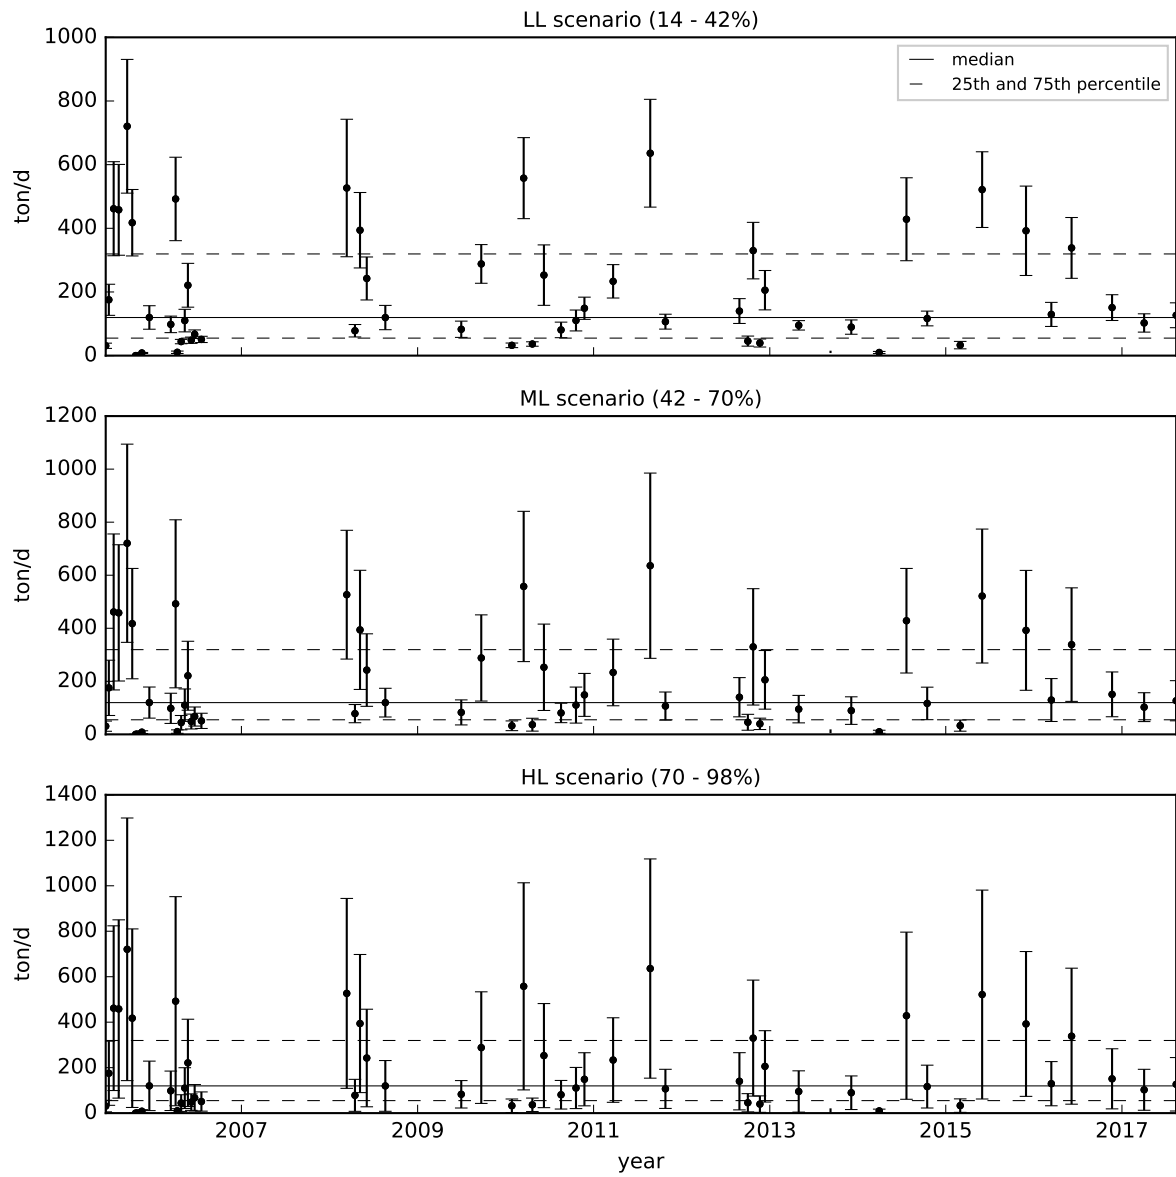 LL scenario (14 - 42%)
1000
800
600
400
200
0
ton/d
median
25th and 75th percentile
ML scenario (42 - 70%)
1200
1000
800
600
400
200
0
ton/d
HL scenario (70 - 98%)
1400
1200
1000
800
600
400
200
0
ton/d
2007 2009 2011 2013 2015 2017
year